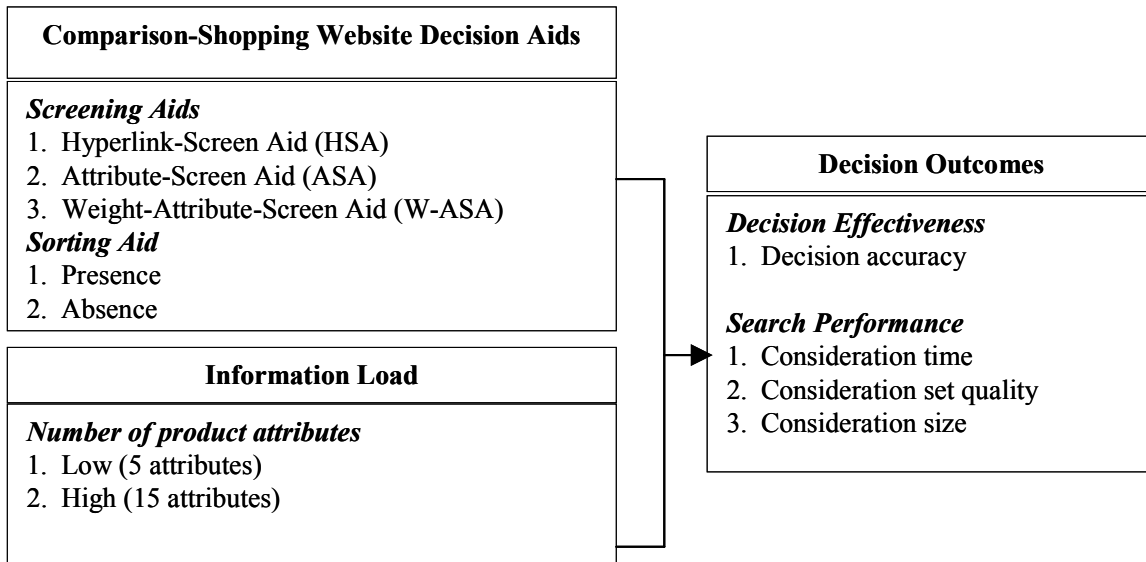 Comparison-Shopping Website Decision Aids
Screening Aids
1. Hyperlink-Screen Aid (HSA)
2. Attribute-Screen Aid (ASA)
3. Weight-Attribute-Screen Aid (W-ASA)
Sorting Aid
1. Presence
2. Absence
Information Load
Number of product attributes
1. Low (5 attributes)
2. High (15 attributes)
Decision Outcomes
Decision Effectiveness
1. Decision accuracy
Search Performance
1. Consideration time
2. Consideration set quality
3. Consideration size